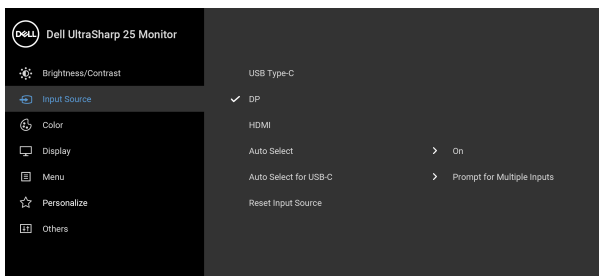 DELL Dell UltraSharp 25 Monitor
Brightness/Contrast USB Type-C
Input Source DP
Color HDMI
Display Auto Select On
Menu Auto Select for USB-C Prompt for Multiple Inputs
Personalize Reset Input Source
Others